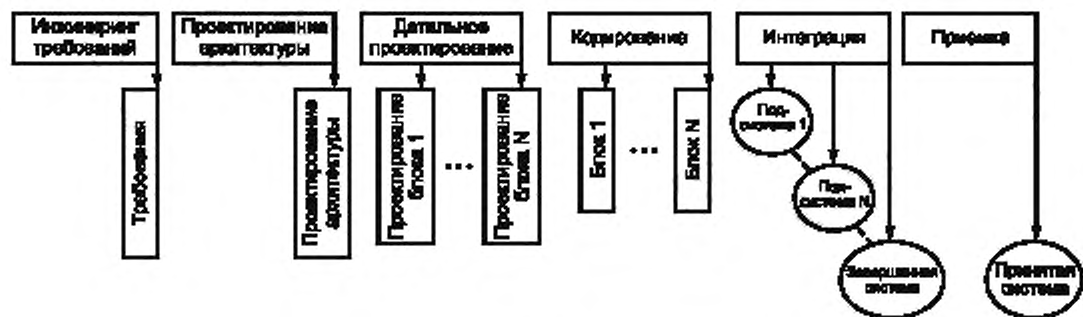 Инжиниринг
требований
Проектирование
архитектуры
Детальное
проектирование
Кодирование
Интеграция
Приемка
Требования
Проектирование
архитектуры
Проектирование
блока 1
...
Проектирование
блока N
Блок 1
...
Блок N
Под-
система 1
Под-
система N
Завершенная
система
Принятая
система